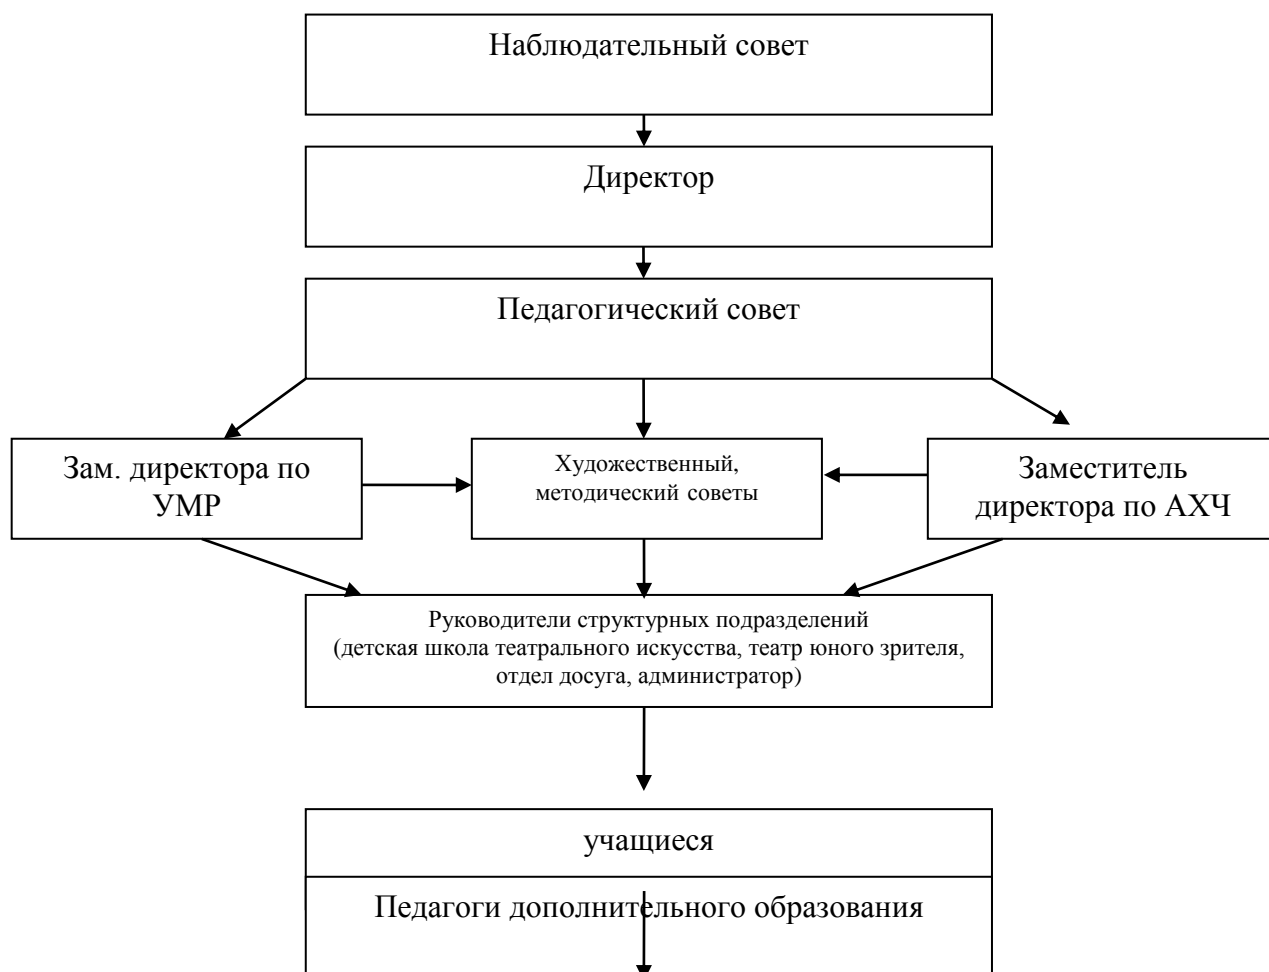 Наблюдательный совет
Директор
Педагогический совет
Зам. директора по
УМР
Художественный,
методический советы
Заместитель
директора по АХЧ
Руководители структурных подразделений
(детская школа театрального искусства, театр юного зрителя,
отдел досуга, администратор)
учащиеся
Педагоги дополнительного образования